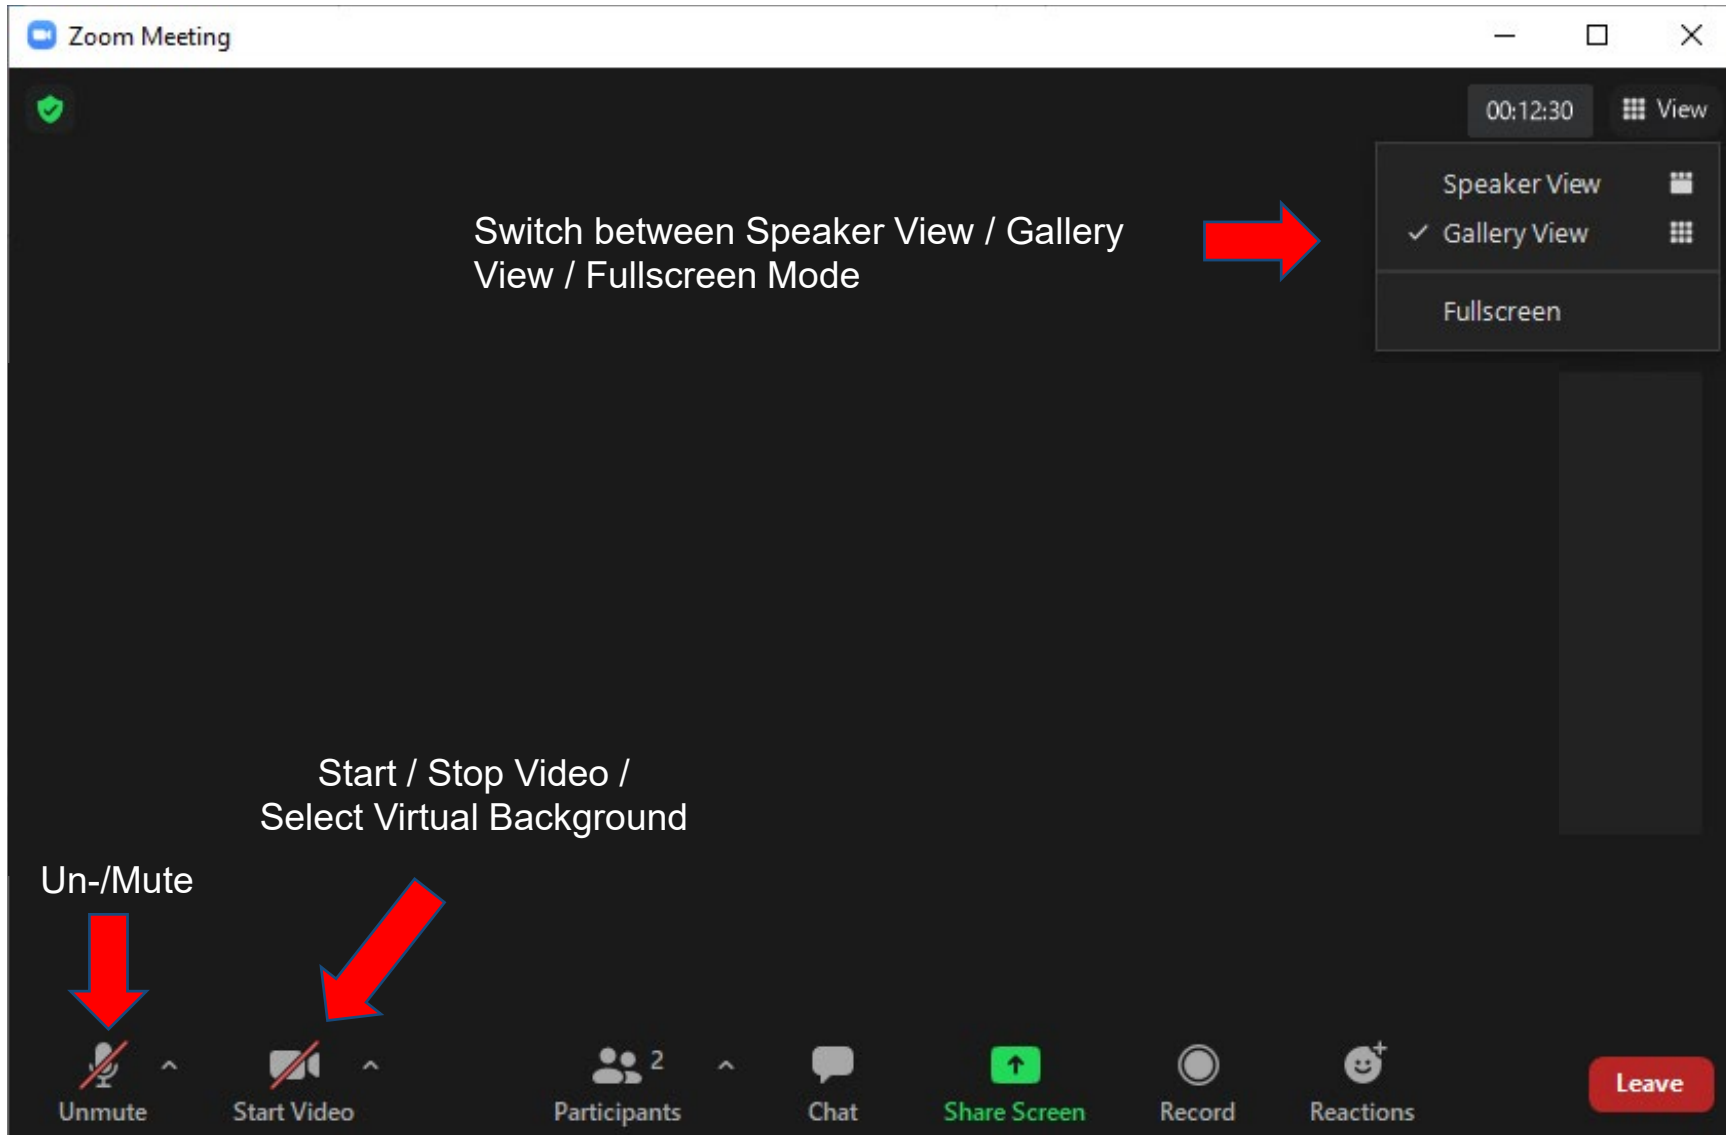 Zoom Meeting
00:12:30 View
Speaker View
Gallery View
Fullscreen
Switch between Speaker View / Gallery
View / Fullscreen Mode
Start / Stop Video /
Select Virtual Background
Un-/Mute
2
Unmute Start Video Participants Chat Share Screen Record Reactions Leave